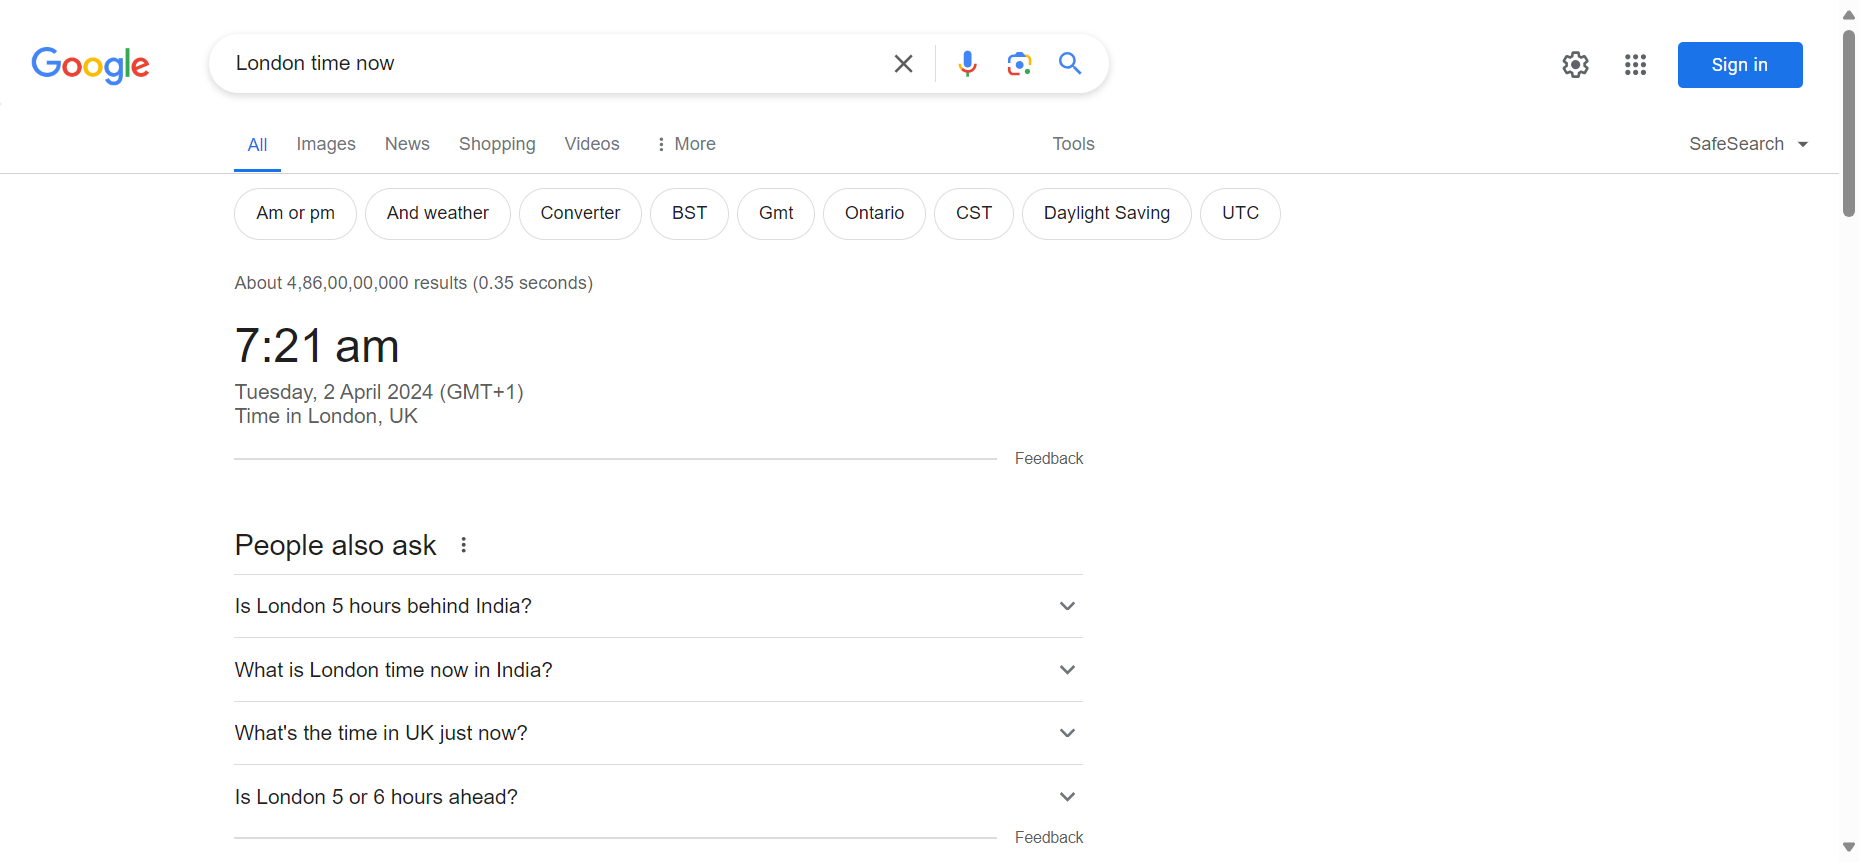 Google
London time now
Sign in
All Images News Shopping Videos More Tools SafeSearch
Am or pm And weather Converter BST Gmt Ontario CST Daylight Saving UTC
About 4,86,00,00,000 results (0.35 seconds)
7:21 am
Tuesday, 2 April 2024 (GMT+1)
Time in London, UK
Feedback
People also ask
Is London 5 hours behind India?
What is London time now in India?
What's the time in UK just now?
Is London 5 or 6 hours ahead?
Feedback